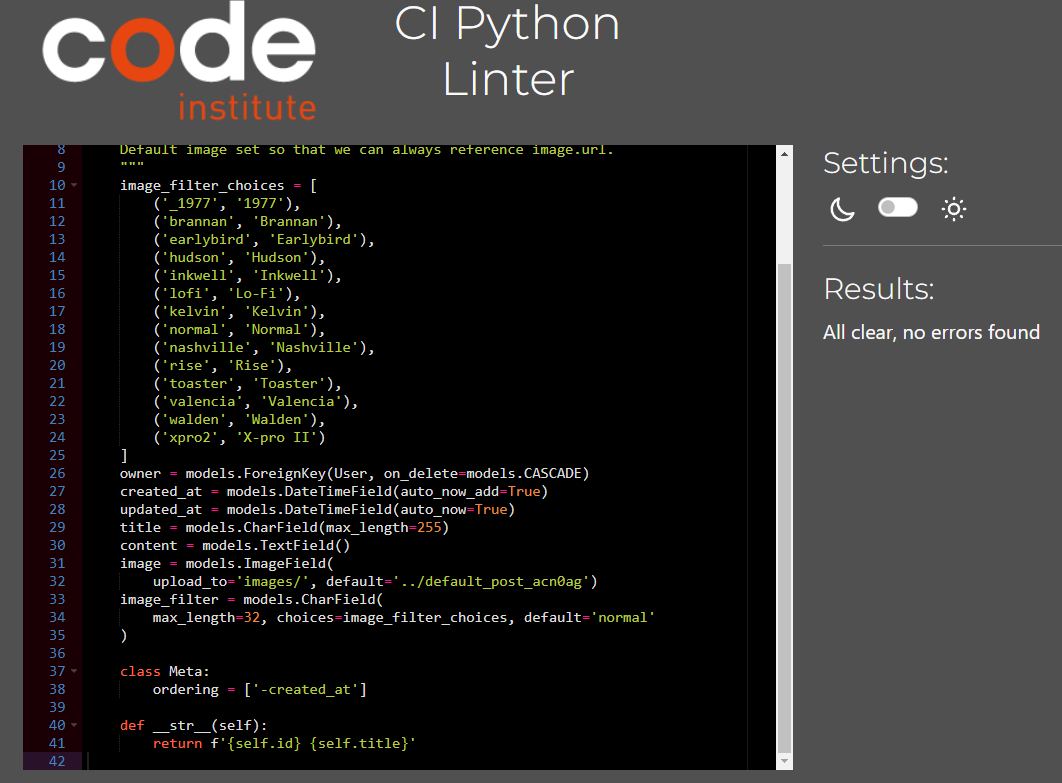 code
institute
CI Python
Linter
8 Default image set so that we can always reference image.url.
9 """
10 image_filter_choices = [
11 ('_1977', '1977'),
12 ('brannan', 'Brannan'),
13 ('earlybird', 'Earlybird'),
14 ('hudson', 'Hudson'),
15 ('inkwell', 'Inkwell'),
16 ('lofi', 'Lo-Fi'),
17 ('kelvin', 'Kelvin'),
18 ('normal', 'Normal'),
19 ('nashville', 'Nashville'),
20 ('rise', 'Rise'),
21 ('toaster', 'Toaster'),
22 ('valencia', 'Valencia'),
23 ('walden', 'Walden'),
24 ('xpro2', 'X-pro II')
25 ]
26 owner = models.ForeignKey(User, on_delete=models.CASCADE)
27 created_at = models.DateTimeField(auto_now_add=True)
28 updated_at = models.DateTimeField(auto_now=True)
29 title = models.CharField(max_length=255)
30 content = models.TextField()
31 image = models.ImageField(
32 upload_to='images/', default='../default_post_acn0ag')
33 image_filter = models.CharField(
34 max_length=32, choices=image_filter_choices, default='normal'
35 )
36
37 class Meta:
38 ordering = ['-created_at']
39
40 def __str__(self):
41 return f'{self.id} {self.title}'
42
Settings:
Results:
All clear, no errors found